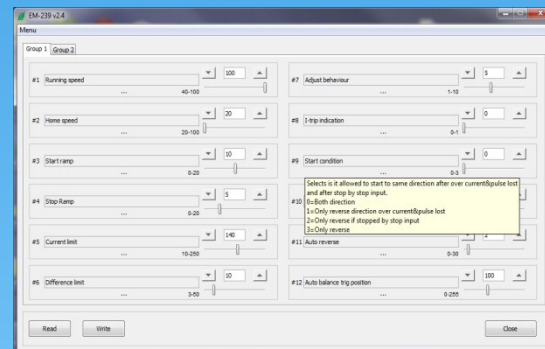 EM-239 v2.4
Menu
Group 1 Group 2
#1 Running speed 100
... 40-100
#2 Home speed 20
... 20-100
#3 Start ramp 10
... 0-20
#4 Stop Ramp 5
... 0-20
#5 Current limit 140
... 10-250
#6 Difference limit 10
... 3-50
#7 Adjust behaviour 5
... 1-10
#8 I-trip indication 0
... 0-1
#9 Start condition 0
... 0-3
Selects is it allowed to start to same direction after over current&pulse lost
and after stop by stop input.
0=Both direction
1=Only reverse direction over current&pulse lost
2=Only reverse if stopped by stop input
3=Only reverse
#10
#11 Auto reverse 2
... 0-30
#12 Auto balance trig position 100
... 0-255
Read Write Close